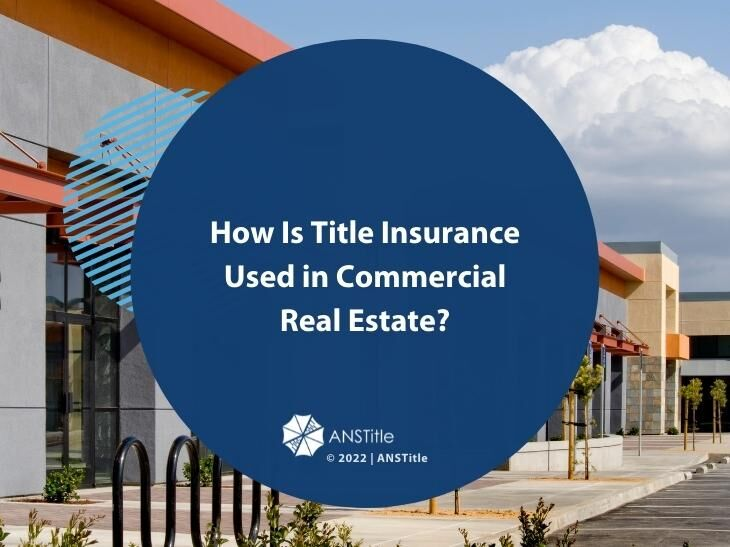 How Is Title Insurance
Used in Commercial
Real Estate?
ANSTitle
© 2022 | ANSTitle